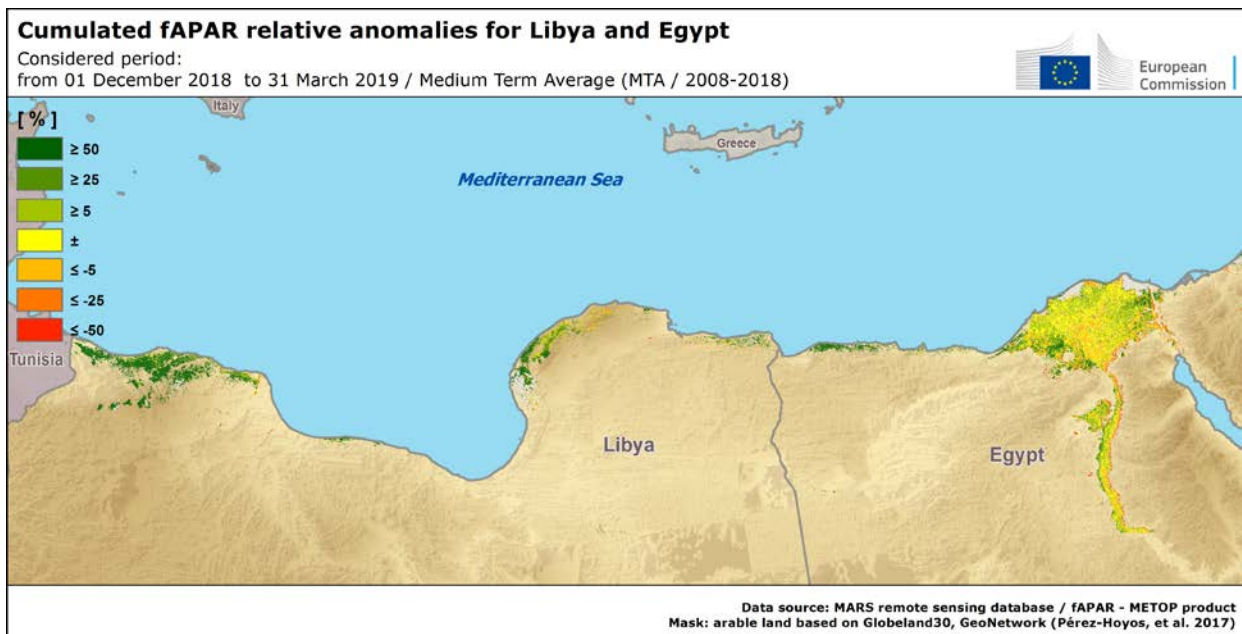 Cumulated fAPAR relative anomalies for Libya and Egypt
Considered period:
from 01 December 2018 to 31 March 2019 / Medium Term Average (MTA / 2008-2018)
European
Commission
[ % ]
≥ 50
≥ 25
≥ 5
±
≤ -5
≤ -25
≤ -50
Italy
Greece
Mediterranean Sea
Tunisia
Libya
Egypt
Data source: MARS remote sensing database / fAPAR - METOP product
Mask: arable land based on Globeland30, GeoNetwork (Pérez-Hoyos, et al. 2017)